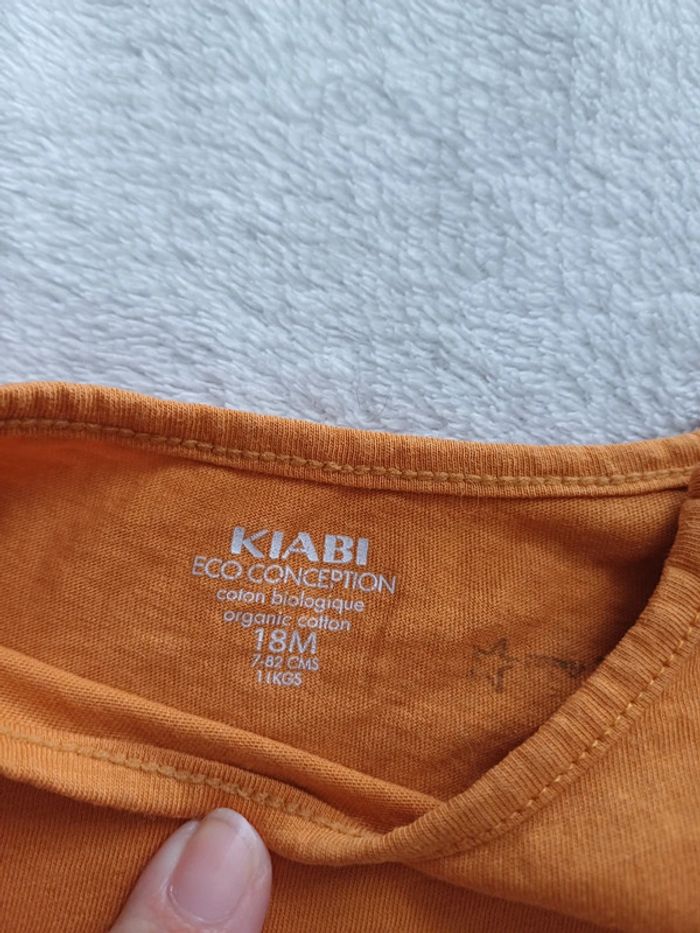 KIABI
ECO CONCEPTION
coton biologique
organic cotton
18M
7-82 CMS
11KGS